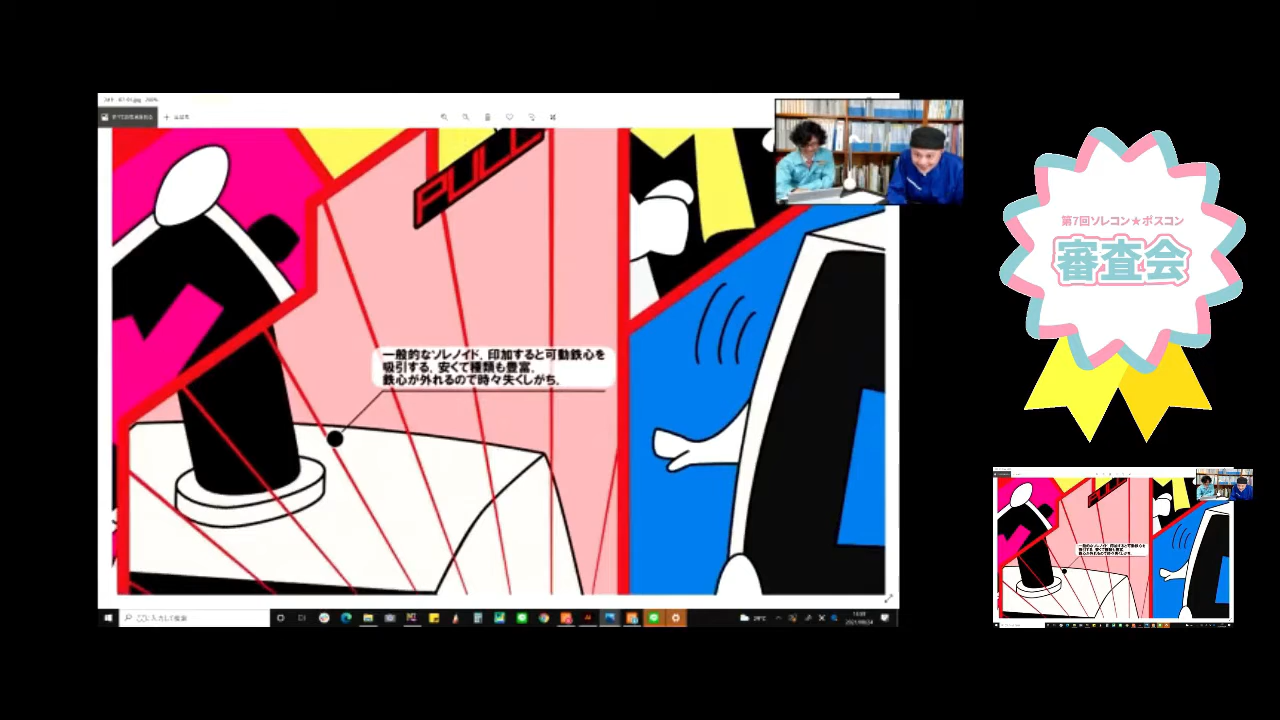 PULL
一般的なソレノイド。印加すると可動鉄心を
吸引する。安くて種類も豊富。
鉄心が外れるので時々失くしがち。
第7回ソレコン★ポスコン
審査会